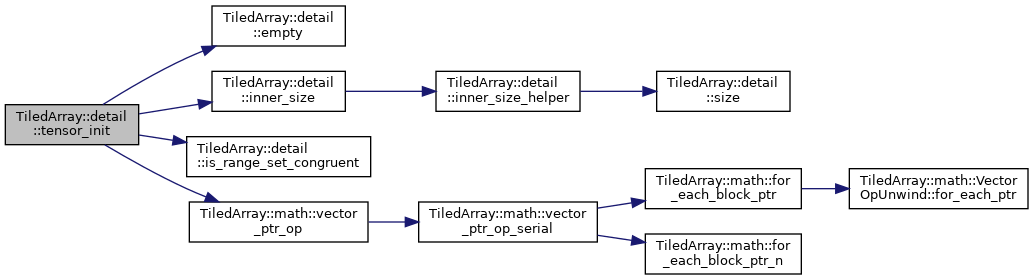 TiledArray::detail
::tensor_init
TiledArray::detail
::empty
TiledArray::detail
::inner_size
TiledArray::detail
::inner_size_helper
TiledArray::detail
::size
TiledArray::detail
::is_range_set_congruent
TiledArray::math::vector
_ptr_op
TiledArray::math::vector
_ptr_op_serial
TiledArray::math::for
_each_block_ptr
TiledArray::math::Vector
OpUnwind::for_each_ptr
TiledArray::math::for
_each_block_ptr_n